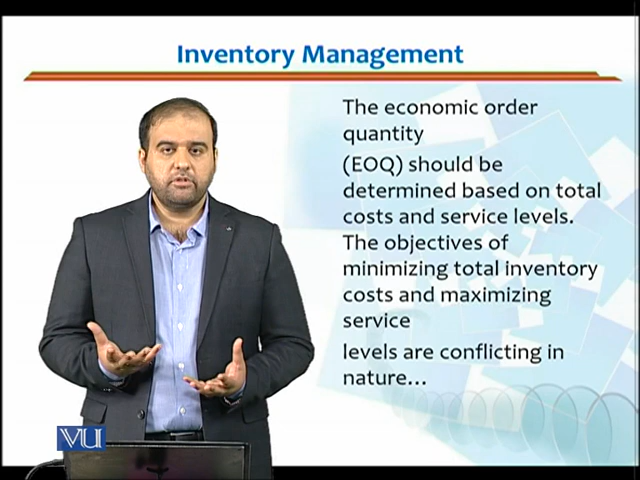 Inventory Management
The economic order
quantity
(EOQ) should be
determined based on total
costs and service levels.
The objectives of
minimizing total inventory
costs and maximizing
service
levels are conflicting in
nature…
VU